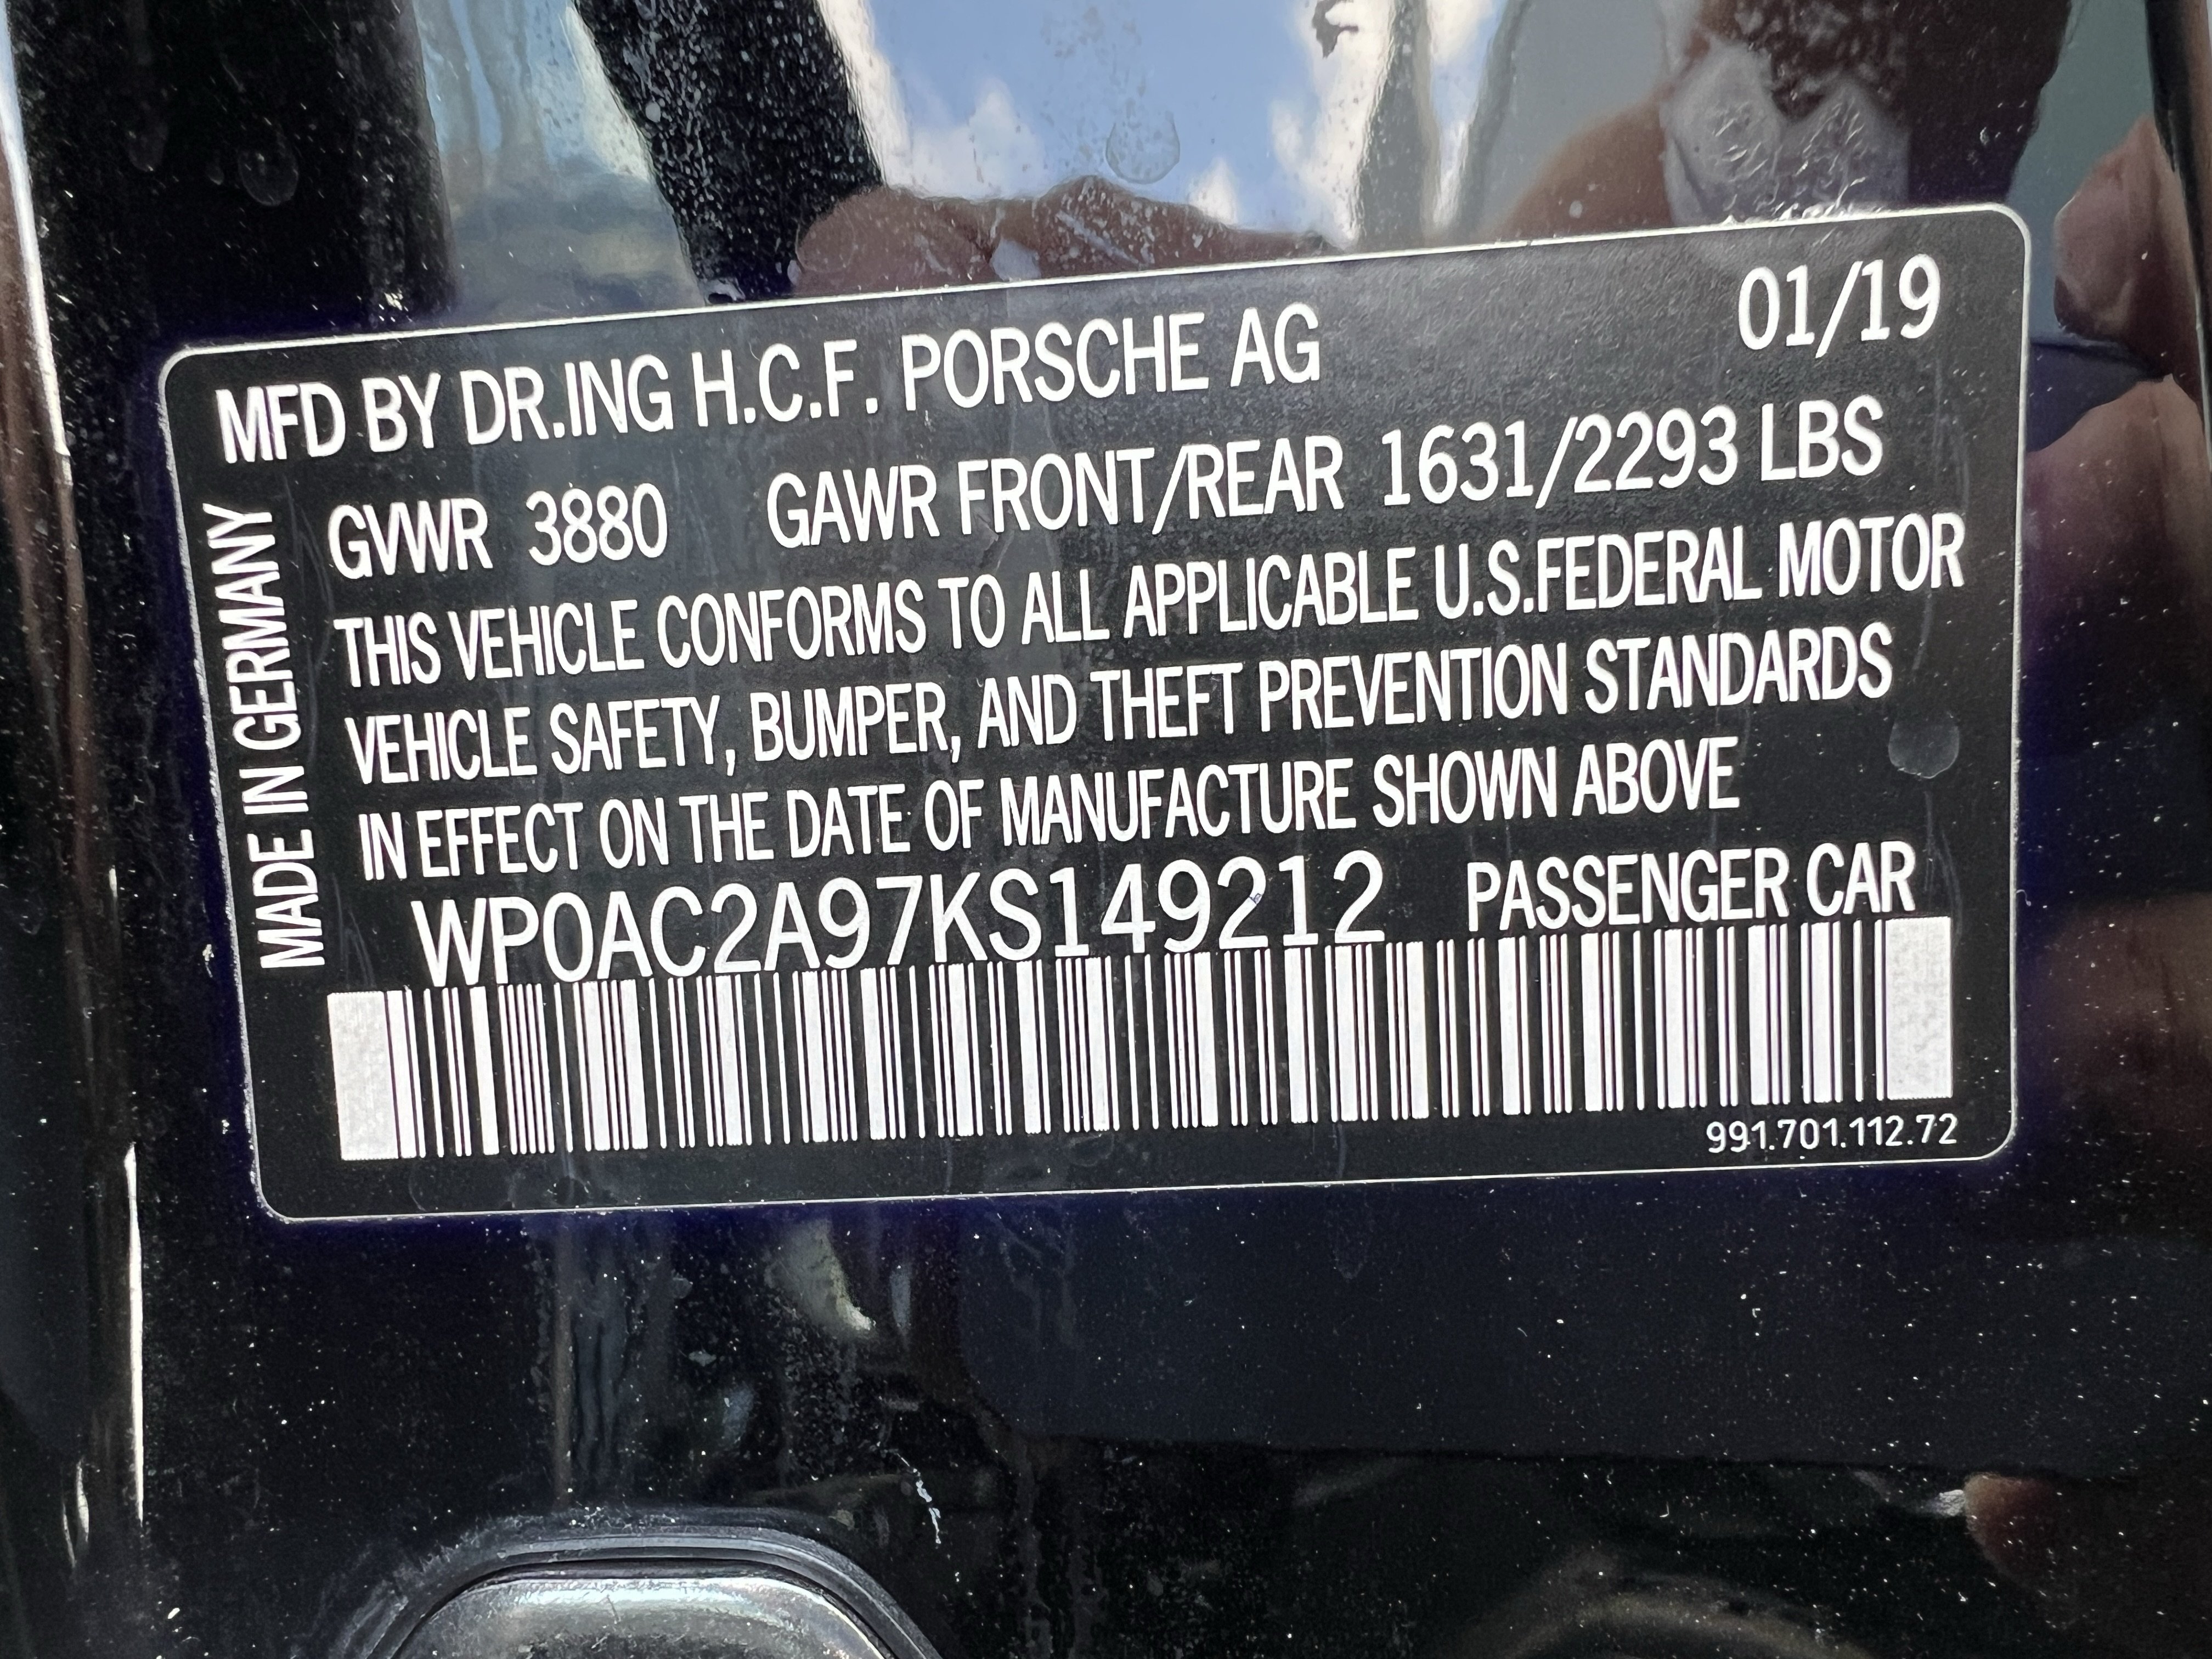 MFD BY DR.ING H.C.F. PORSCHE AG 01/19
GVWR 3880 GAWR FRONT/REAR 1631/2293 LBS
THIS VEHICLE CONFORMS TO ALL APPLICABLE U.S.FEDERAL MOTOR
VEHICLE SAFETY, BUMPER, AND THEFT PREVENTION STANDARDS
IN EFFECT ON THE DATE OF MANUFACTURE SHOWN ABOVE
WP0AC2A97KS149212 PASSENGER CAR
991.701.112.72
MADE IN GERMANY